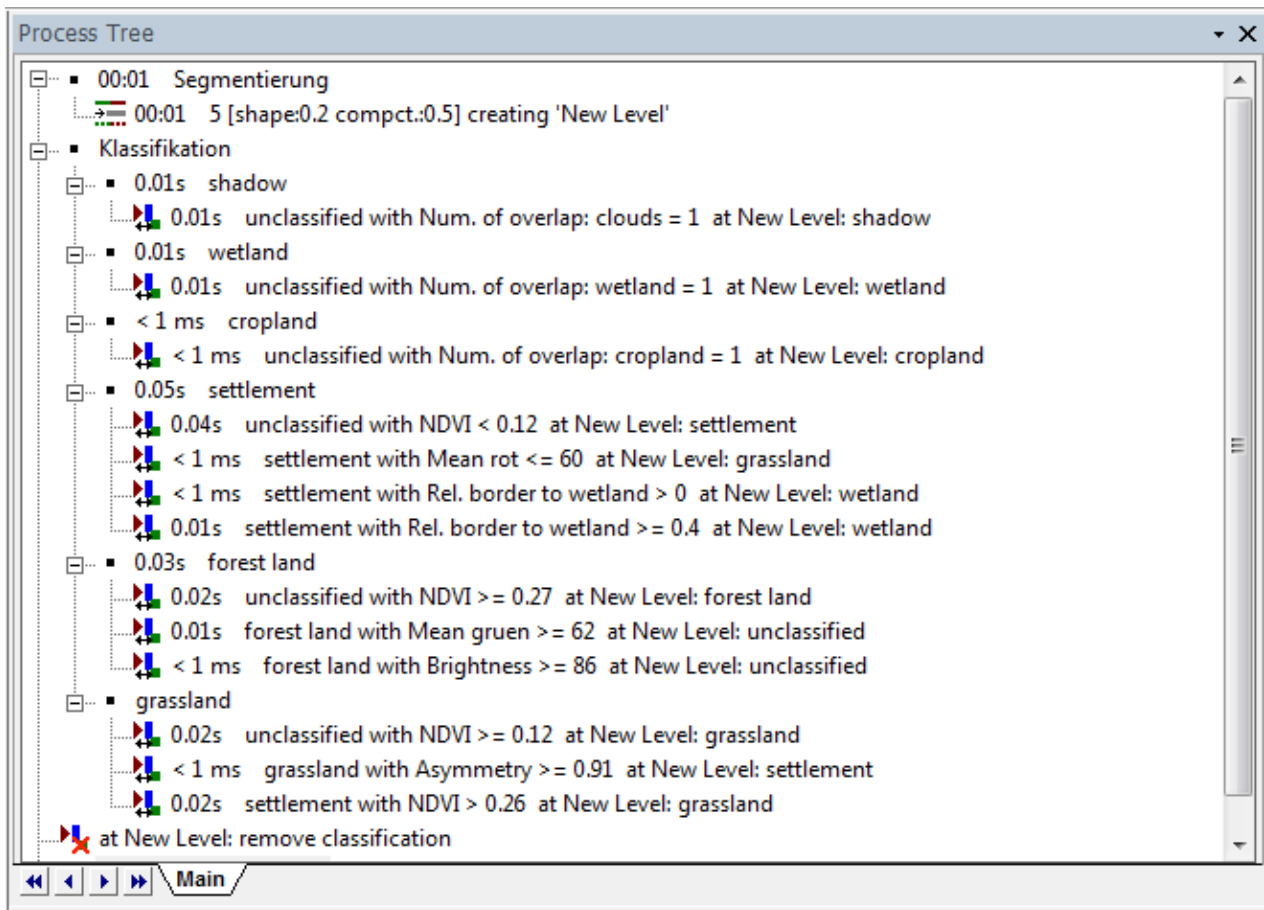 Process Tree
00:01 Segmentierung
00:01 5 [shape:0.2 compct.:0.5] creating 'New Level'
Klassifikation
0.01s shadow
0.01s unclassified with Num. of overlap: clouds = 1 at New Level: shadow
0.01s wetland
0.01s unclassified with Num. of overlap: wetland = 1 at New Level: wetland
< 1 ms cropland
< 1 ms unclassified with Num. of overlap: cropland = 1 at New Level: cropland
0.05s settlement
0.04s unclassified with NDVI < 0.12 at New Level: settlement
< 1 ms settlement with Mean rot <= 60 at New Level: grassland
< 1 ms settlement with Rel. border to wetland > 0 at New Level: wetland
0.01s settlement with Rel. border to wetland >= 0.4 at New Level: wetland
0.03s forest land
0.02s unclassified with NDVI >= 0.27 at New Level: forest land
0.01s forest land with Mean gruen >= 62 at New Level: unclassified
< 1 ms forest land with Brightness >= 86 at New Level: unclassified
grassland
0.02s unclassified with NDVI >= 0.12 at New Level: grassland
< 1 ms grassland with Asymmetry >= 0.91 at New Level: settlement
0.02s settlement with NDVI > 0.26 at New Level: grassland
at New Level: remove classification
Main